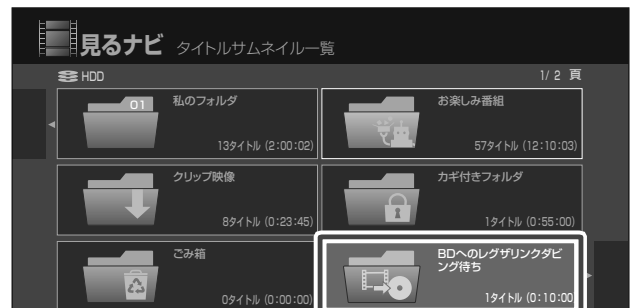 見るナビ タイトルサムネイル一覧
HDD 1/ 2 頁
01 私のフォルダ
13タイトル (2:00:02)
お楽しみ番組
57タイトル (12:10:03)
クリップ映像
8タイトル (0:23:45)
カギ付きフォルダ
1タイトル (0:55:00)
ごみ箱
0タイトル (0:00:00)
BDへのレグザリンクダビ
ング待ち
1タイトル (0:10:00